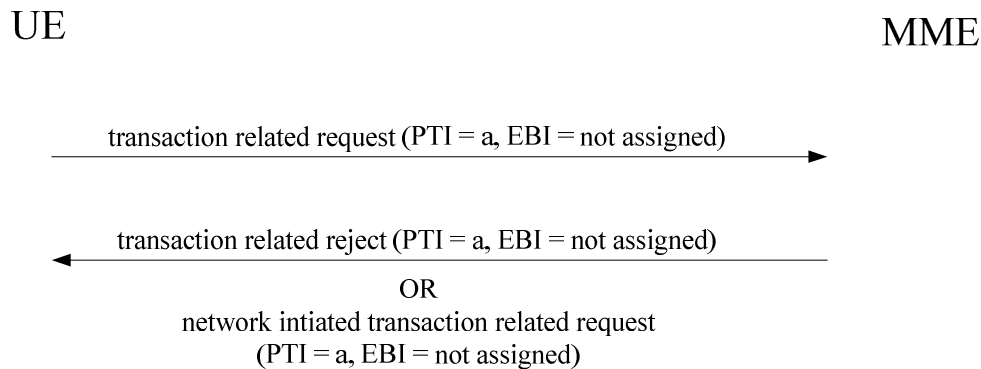 UE
MME
transaction related request (PTI = a, EBI = not assigned)
transaction related reject (PTI = a, EBI = not assigned)
OR
network intiated transaction related request
(PTI = a, EBI = not assigned)